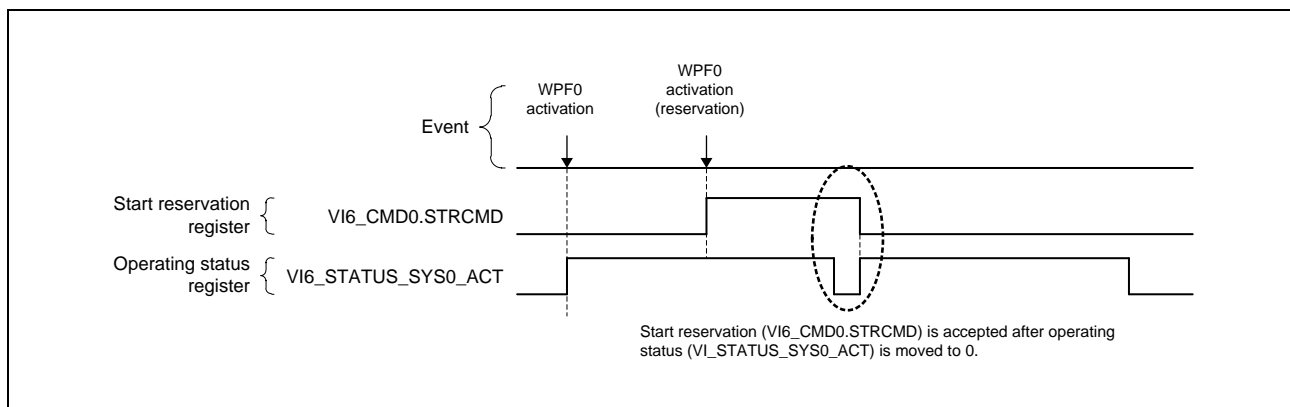 WPF0
activation
WPF0
activation
(reservation)
Event
Start reservation
register
VI6_CMD0.STRCMD
Operating status
register
VI6_STATUS_SYS0_ACT
Start reservation (VI6_CMD0.STRCMD) is accepted after operating
status (VI_STATUS_SYS0_ACT) is moved to 0.